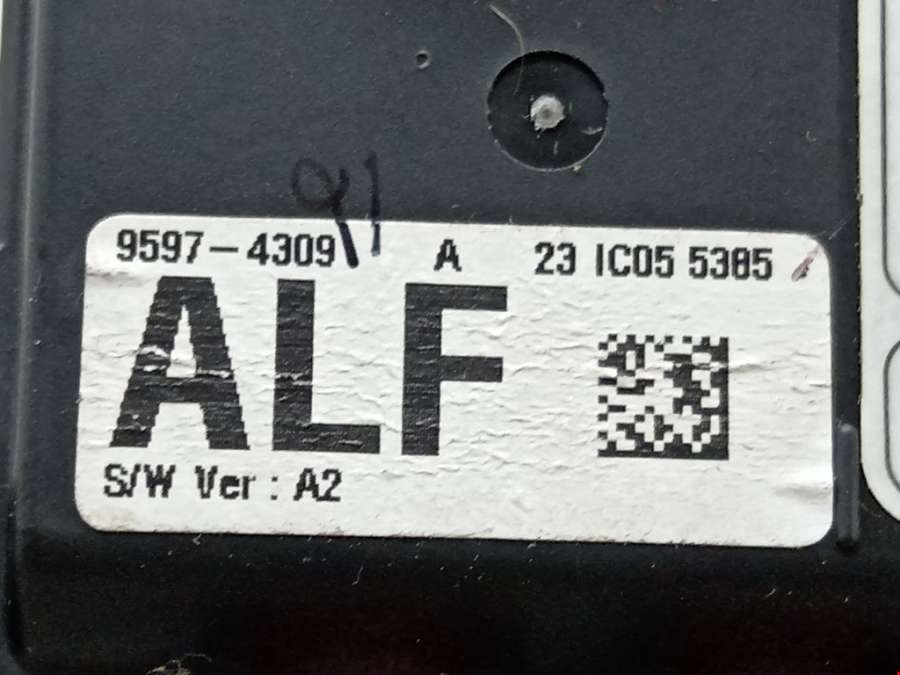 9597-4309 A 23 IC05 5385
ALF
S/W Ver : A2